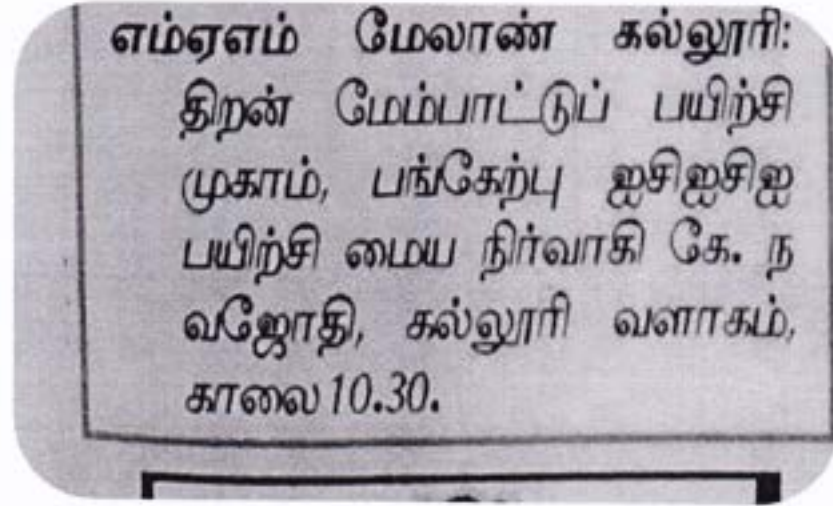 எம்ஏஎம் மேலாண் கல்லூரி:
திறன் மேம்பாட்டுப் பயிற்சி
முகாம், பங்கேற்பு ஐசிஐசிஐ
பயிற்சி மைய நிர்வாகி கே. ந
வஜோதி, கல்லூரி வளாகம்,
காலை 10.30.